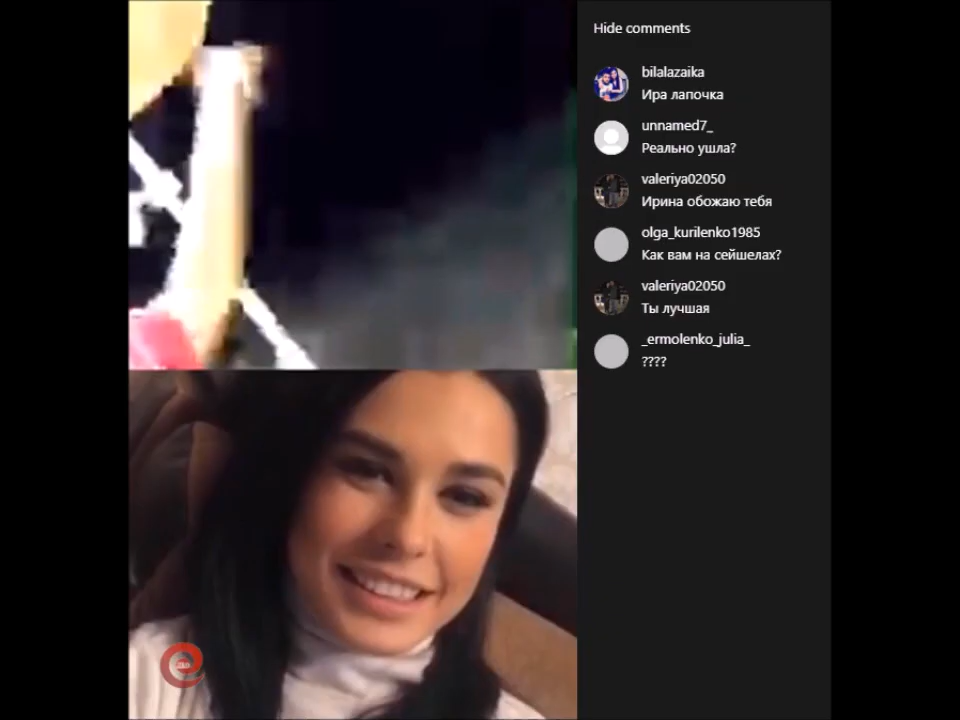 Hide comments
bilalazaika
Ира лапочка
unnamed7_
Реально ушла?
valeriya02050
Ирина обожаю тебя
olga_kurilenko1985
Как вам на сейшелах?
valeriya02050
Ты лучшая
_ermolenko_julia_
????